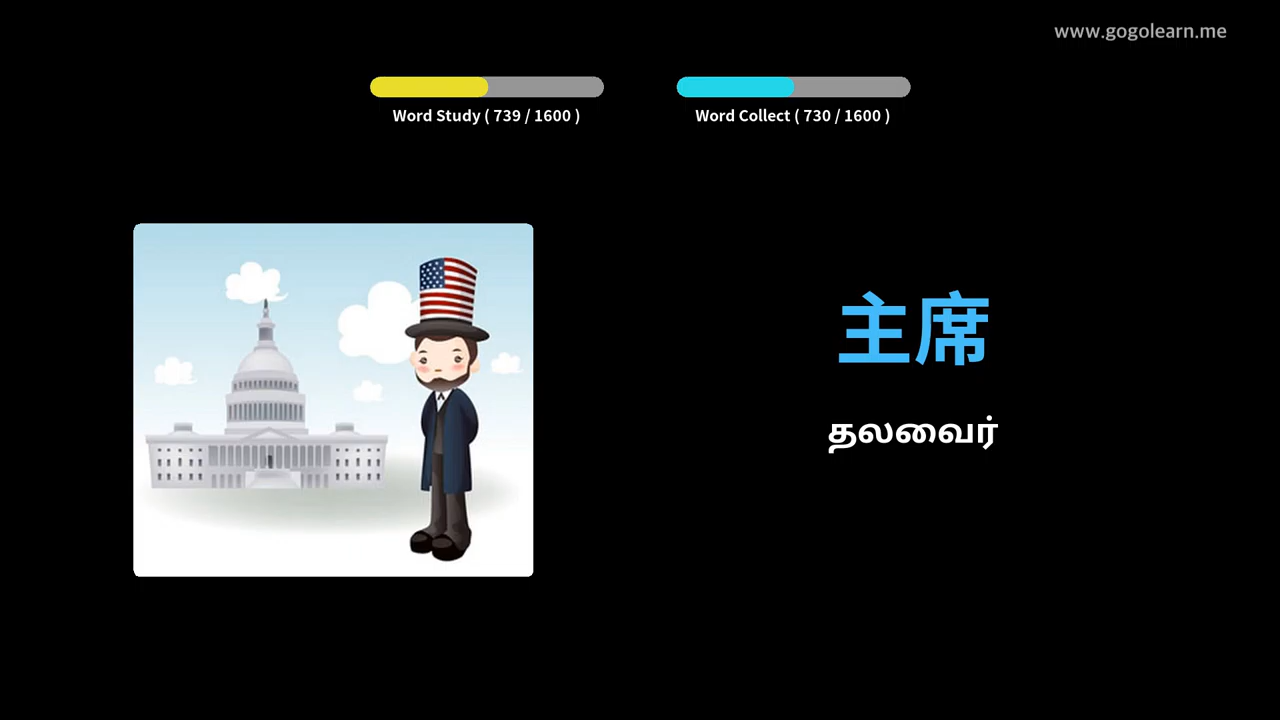 www.gogolearn.me
Word Study ( 739 / 1600 )
Word Collect ( 730 / 1600 )
主席
தலைவர்